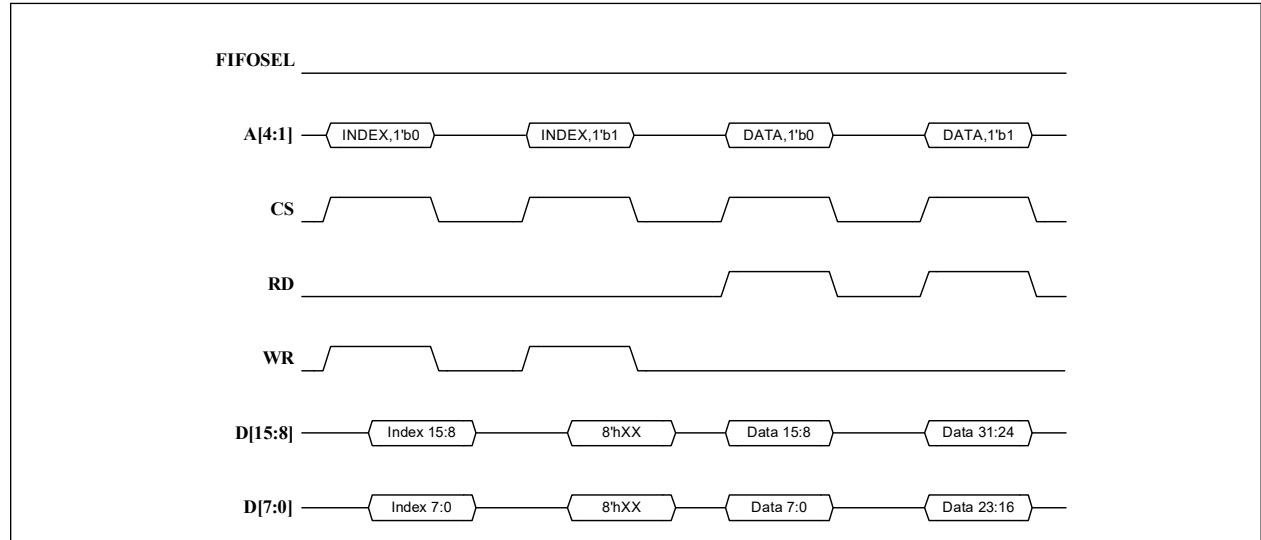 FIFOSEL
A[4:1] INDEX,1'b0 INDEX,1'b1 DATA,1'b0 DATA,1'b1
CS
RD
WR
D[15:8] Index 15:8 8'hXX Data 15:8 Data 31:24
D[7:0] Index 7:0 8'hXX Data 7:0 Data 23:16